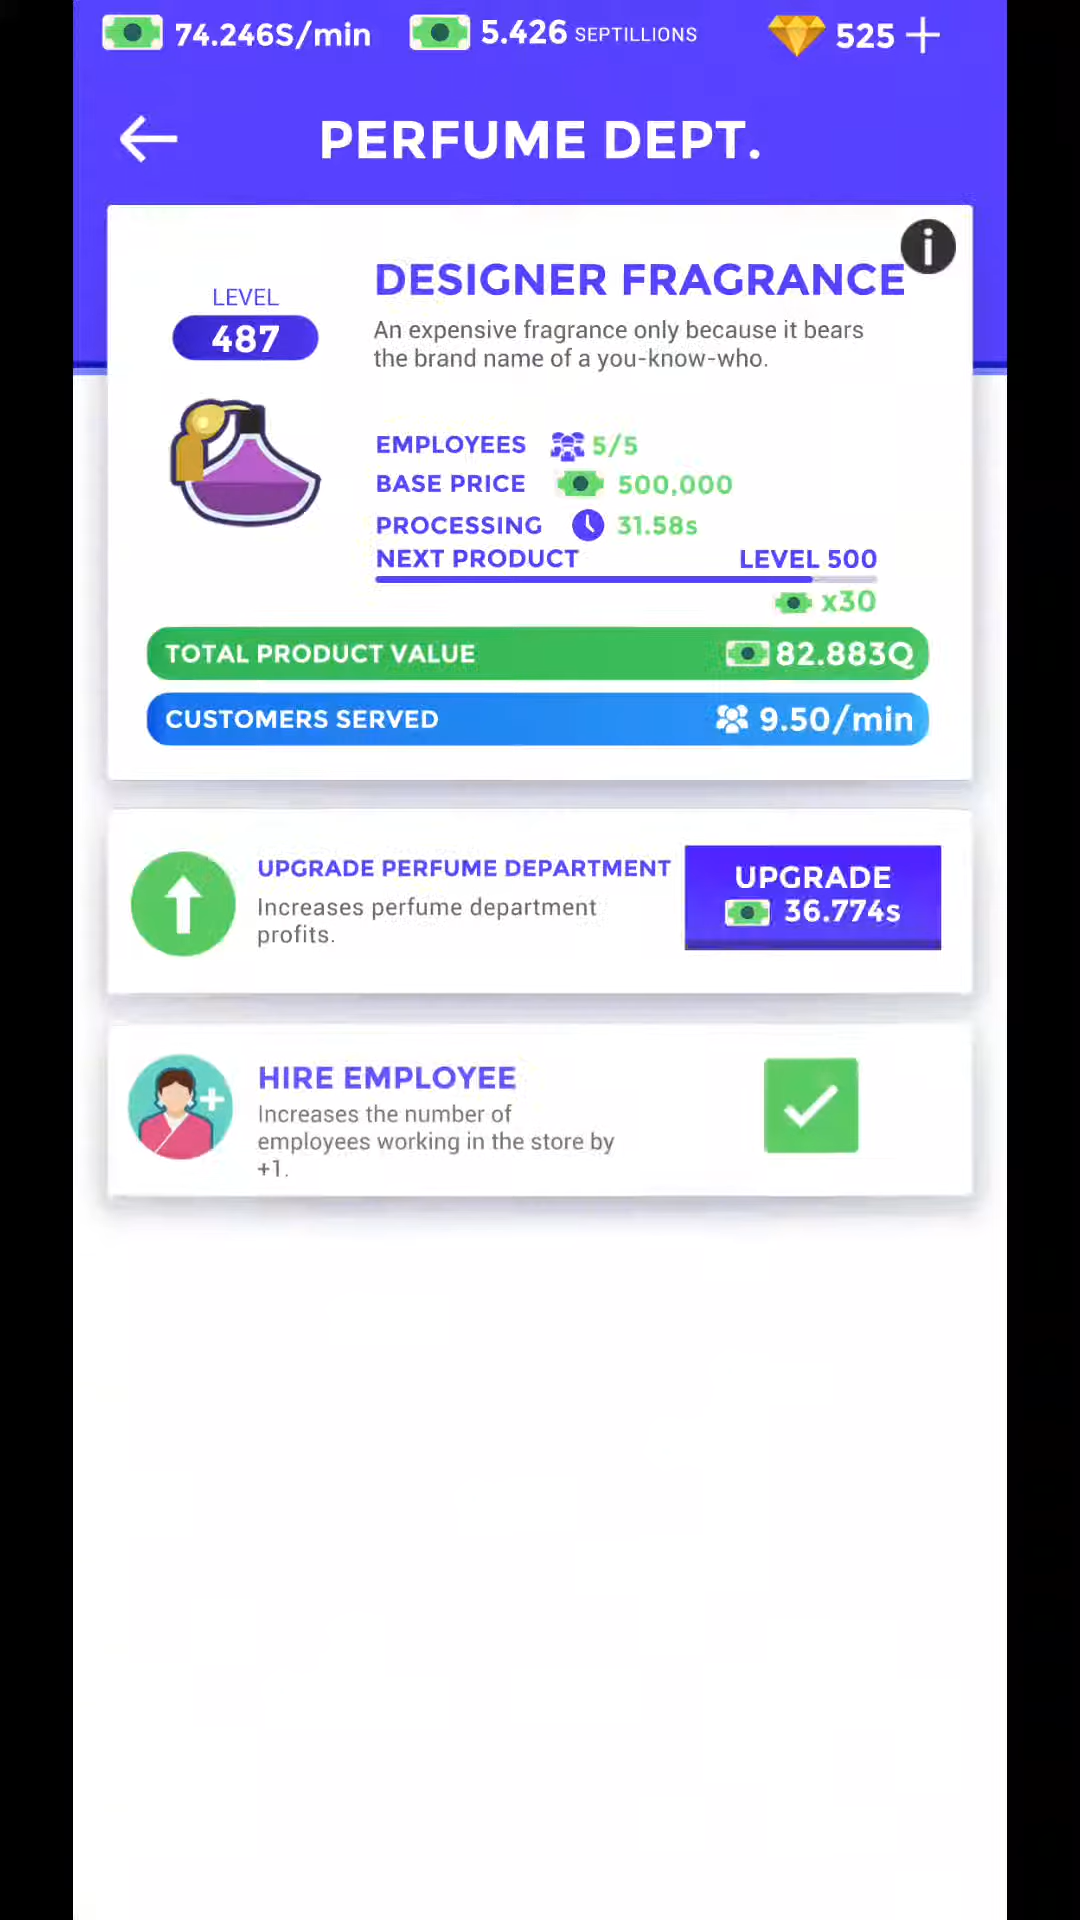 74.246S/min 5.426 SEPTILLIONS 525
PERFUME DEPT.
DESIGNER FRAGRANCE
LEVEL
487
An expensive fragrance only because it bears
the brand name of a you-know-who.
EMPLOYEES 5/5
BASE PRICE 500,000
PROCESSING 31.58s
NEXT PRODUCT LEVEL 500
x30
TOTAL PRODUCT VALUE 82.883Q
CUSTOMERS SERVED 9.50/min
UPGRADE PERFUME DEPARTMENT
Increases perfume department
profits.
UPGRADE
36.774s
HIRE EMPLOYEE
Increases the number of
employees working in the store by
+1.